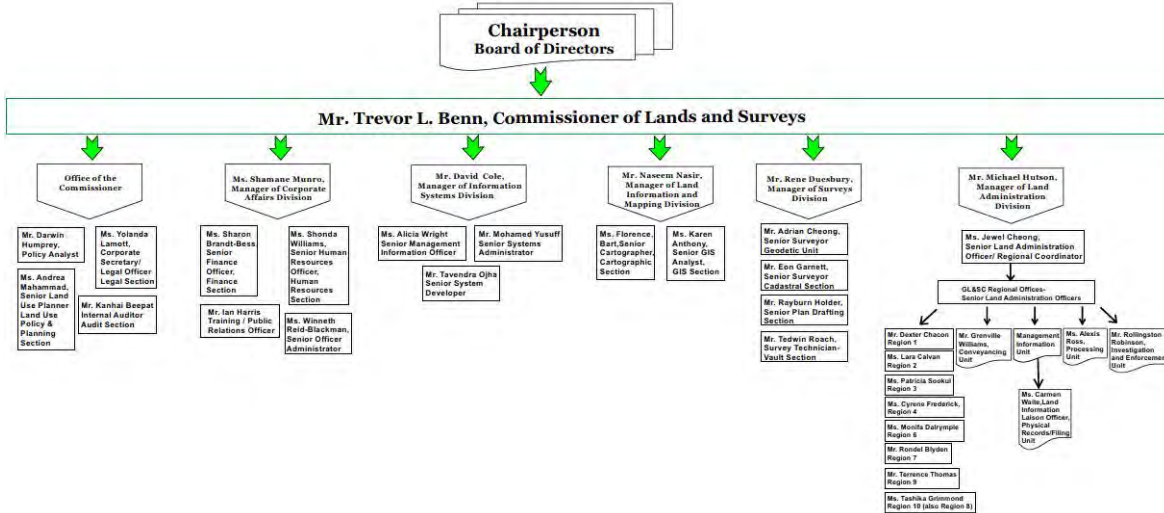 Chairperson
Board of Directors
Mr. Trevor L. Benn, Commissioner of Lands and Surveys
Office of the
Commissioner
Mr. Darwin
Humprey,
Policy Analyst
Ms. Yolanda
Lamott,
Corporate
Secretary/
Legal Officer
Legal Section
Ms. Andrea
Mahammad,
Senior Land
Use Planner
Land Use
Policy &
Planning
Section
Mr. Kanhai Beepat
Internal Auditor
Audit Section
Ms. Shamane Munro,
Manager of Corporate
Affairs Division
Ms. Sharon
Brandt-Bess,
Senior
Finance
Officer,
Finance
Section
Ms. Shonda
Williams,
Senior Human
Resources
Officer,
Human
Resources
Section
Mr. Ian Harris
Training / Public
Relations Officer
Ms. Winneth
Reid-Blackman,
Senior Officer
Administrator
Mr. David Cole,
Manager of Information
Systems Division
Ms. Alicia Wright
Senior Management
Information Officer
Mr. Mohamed Yusuff
Senior Systems
Administrator
Mr. Tavendra Ojha
Senior System
Developer
Mr. Naseem Nasir,
Manager of Land
Information and
Mapping Division
Ms. Florence,
Bart,Senior
Cartographer,
Cartographic
Section
Ms. Karen
Anthony,
Senior GIS
Analyst,
GIS Section
Mr. Rene Duesbury,
Manager of Surveys
Division
Mr. Adrian Cheong,
Senior Surveyor
Geodetic Unit
Mr. Eon Garnett,
Senior Surveyor
Cadastral Section
Mr. Rayburn Holder,
Senior Plan Drafting
Section
Mr. Tedwin Roach,
Survey Technician-
Vault Section
Mr. Michael Hutson,
Manager of Land
Administration
Division
Ms. Jewel Cheong,
Senior Land Administration
Officer/ Regional Coordinator
GL&SC Regional Offices-
Senior Land Administration Officers
Mr. Dexter Chacon
Region 1
Ms. Lara Calvan
Region 2
Ms. Patricia Sookul
Region 3
Ms. Cyrene Frederick,
Region 4
Ms. Monifa Dalrymple
Region
Mr. Rondel Blyden
Region 7
Mr. Terrence Thomas
Region 9
Ms. Tashika Grimmond
Region 10 (also Region 8)
Mr. Grenville
Williams,
Conveyancing
Unit
Management
Information
Unit
Ms. Carmen
Waite,Land
Information
Laison Officer,
Physical
Records/Filing
Unit
Ms. Alexis
Ross,
Processing
Unit
Mr. Rollingston
Robinson,
Investigation
and Enforcement
Unit